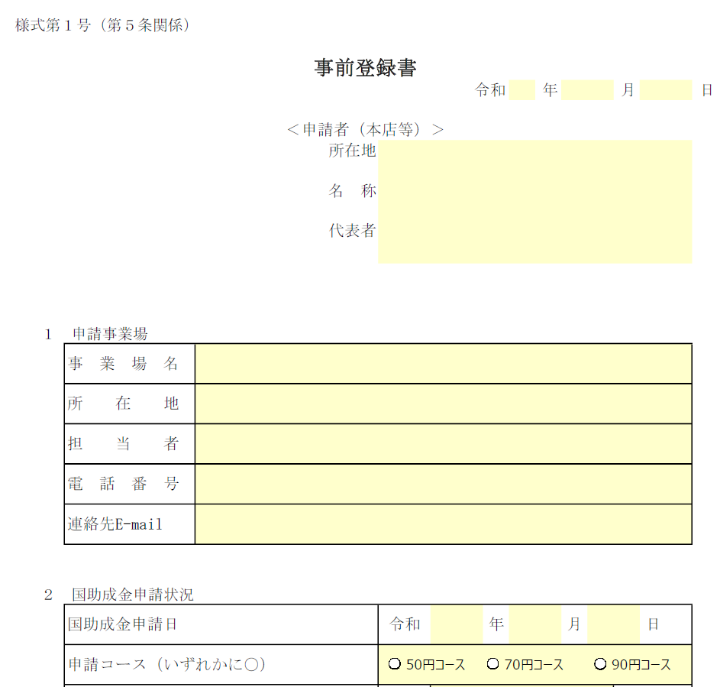 様式第1号（第5条関係）
事前登録書
令和 年 月 日
＜申請者（本店等）＞
所在地
名　称
代表者
1　申請事業場
事　業　場　名
所　　在　　地
担　　当　　者
電　話　番　号
連絡先E-mail
2　国助成金申請状況
国助成金申請日 令和 年 月 日
申請コース（いずれかに〇） 50円コース 70円コース 90円コース